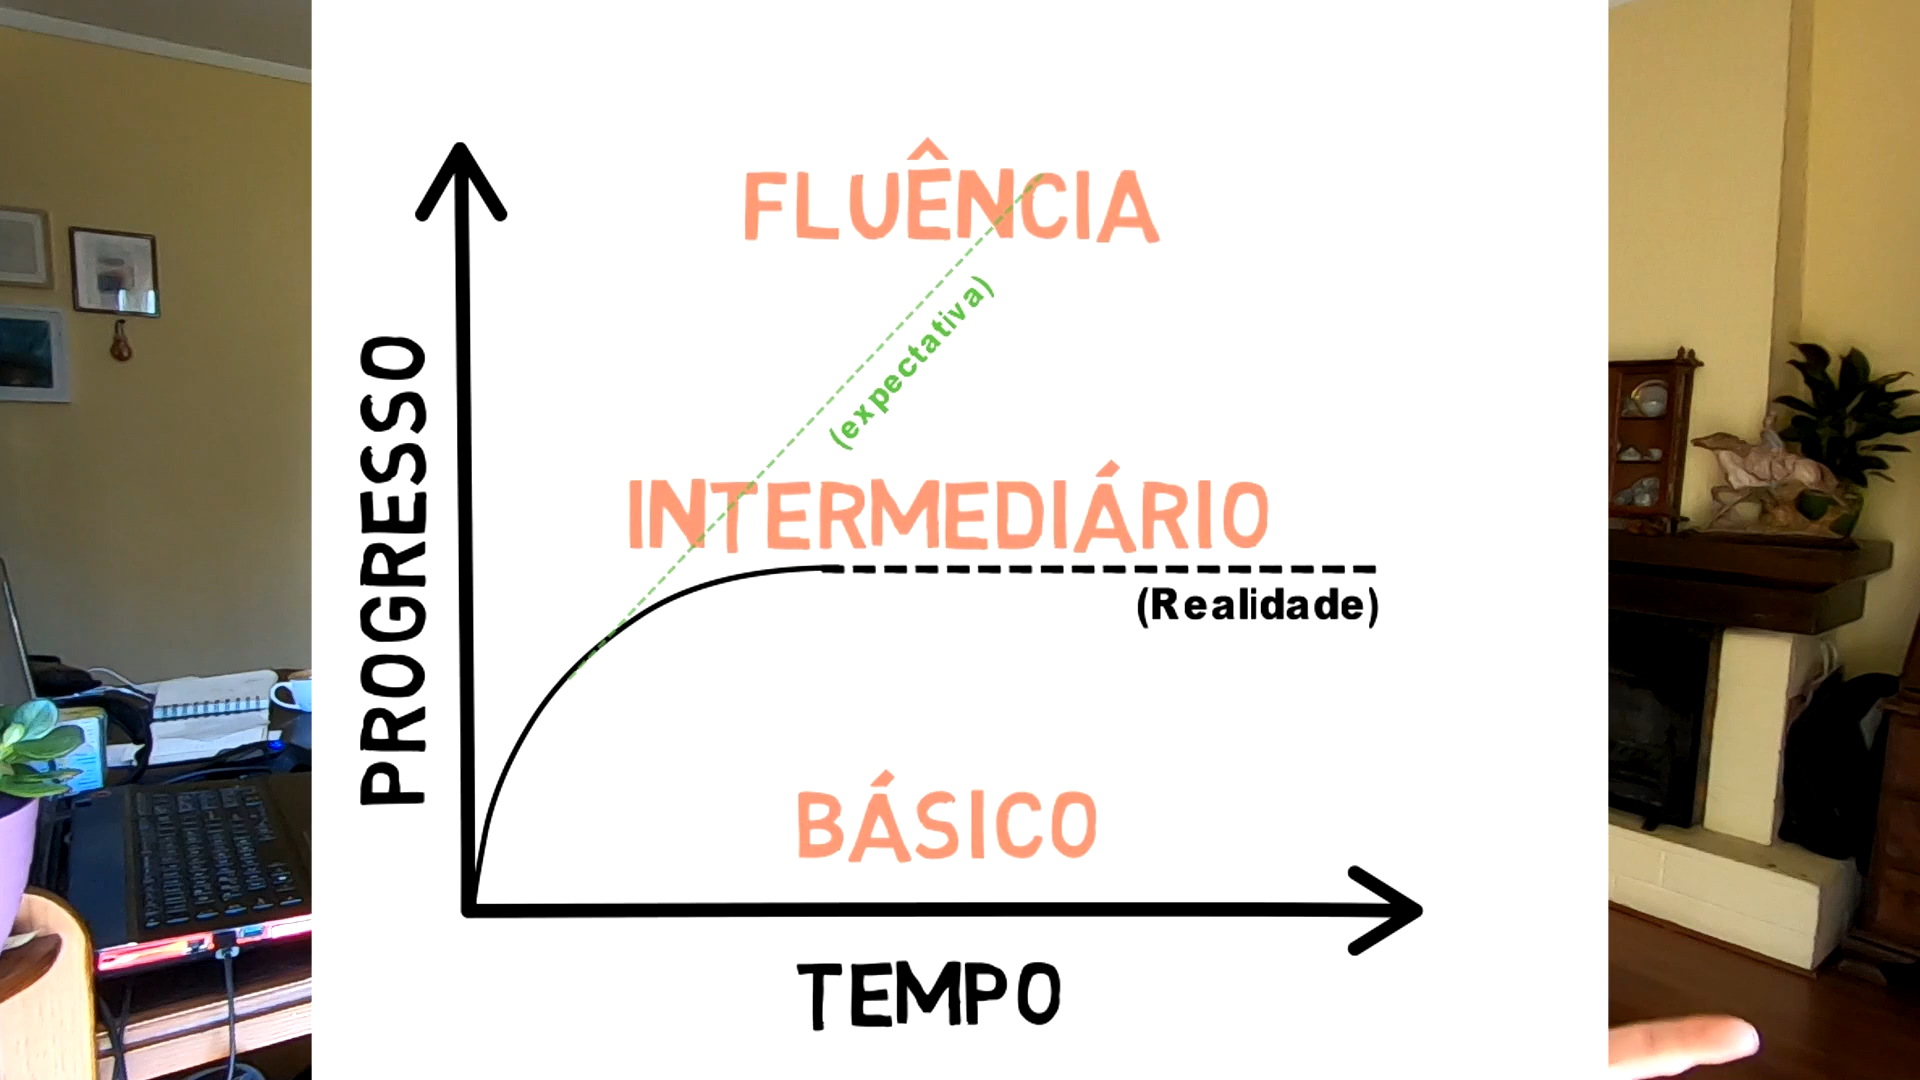 FLUÊNCIA
(expectativa)
PROGRESSO
INTERMEDIÁRIO
(Realidade)
BÁSICO
TEMPO